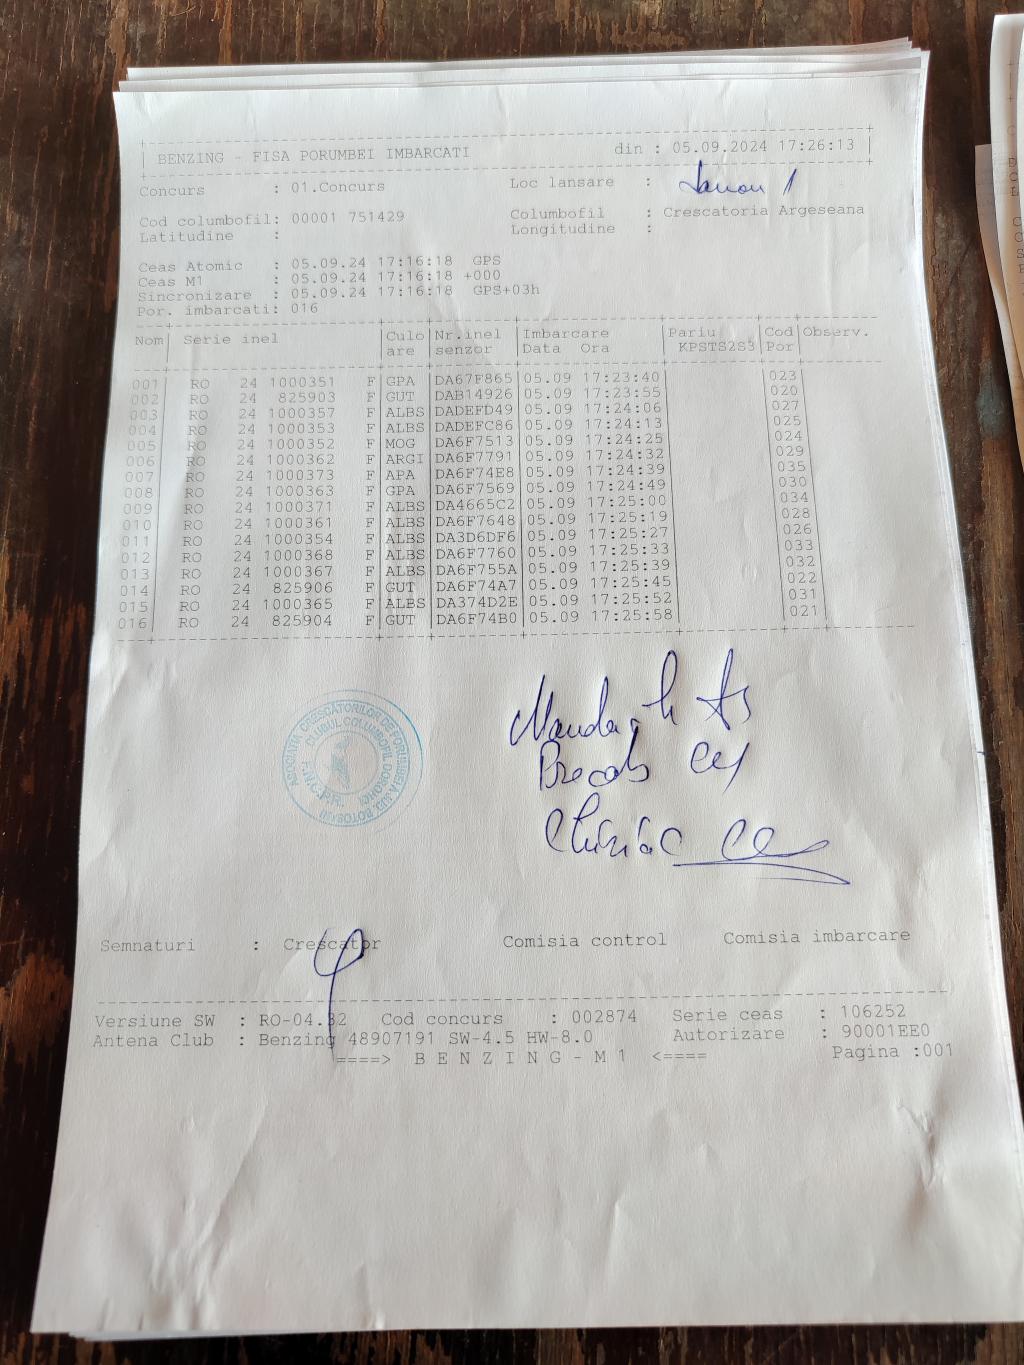 BENZING - FISA PORUMBEI IMBARCATI din : 05.09.2024 17:26:13
Concurs : 01.Concurs Loc lansare :
Cod columbofil: 00001 751429 Columbofil : Crescatoria Argeseana
Latitudine : Longitudine :
Ceas Atomic : 05.09.24 17:16:18 GPS
Ceas M1 : 05.09.24 17:16:18 +000
Sincronizare : 05.09.24 17:16:18 GPS+03h
Por. imbarcati: 016
Nom Serie inel Culo Nr.inel Imbarcare Pariu Cod Observ.
are senzor Data Ora KPSTS2S3 Por
001 RO 24 1000351 F GPA DA67F865 05.09 17:23:40 023
002 RO 24 825903 F GUT DAB14926 05.09 17:23:55 020
003 RO 24 1000357 F ALBS DADEFD49 05.09 17:24:06 027
004 RO 24 1000353 F ALBS DADEFC86 05.09 17:24:13 025
005 RO 24 1000352 F MOG DA6F7513 05.09 17:24:25 024
006 RO 24 1000362 F ARGI DA6F7791 05.09 17:24:32 029
007 RO 24 1000373 F APA DA6F74E8 05.09 17:24:39 035
008 RO 24 1000363 F GPA DA6F7569 05.09 17:24:49 030
009 RO 24 1000371 F ALBS DA4665C2 05.09 17:25:00 034
010 RO 24 1000361 F ALBS DA6F7648 05.09 17:25:19 028
011 RO 24 1000354 F ALBS DA3D6DF6 05.09 17:25:27 026
012 RO 24 1000368 F ALBS DA6F7760 05.09 17:25:33 033
013 RO 24 1000367 F ALBS DA6F755A 05.09 17:25:39 032
014 RO 24 825906 F GUT DA6F74A7 05.09 17:25:45 022
015 RO 24 1000365 F ALBS DA374D2E 05.09 17:25:52 031
016 RO 24 825904 F GUT DA6F74B0 05.09 17:25:58 021
ASOCIATIA CRESCATORILOR DE PORUMBEI JUD. BOTOSANI
CLUBUL COLUMBOFIL DOROHOI
Semnaturi : Crescator Comisia control Comisia imbarcare
Versiune SW : RO-04.32 Cod concurs : 002874 Serie ceas : 106252
Antena Club : Benzing 48907191 SW-4.5 HW-8.0 Autorizare : 90001EE0
====> B E N Z I N G - M 1 <==== Pagina :001